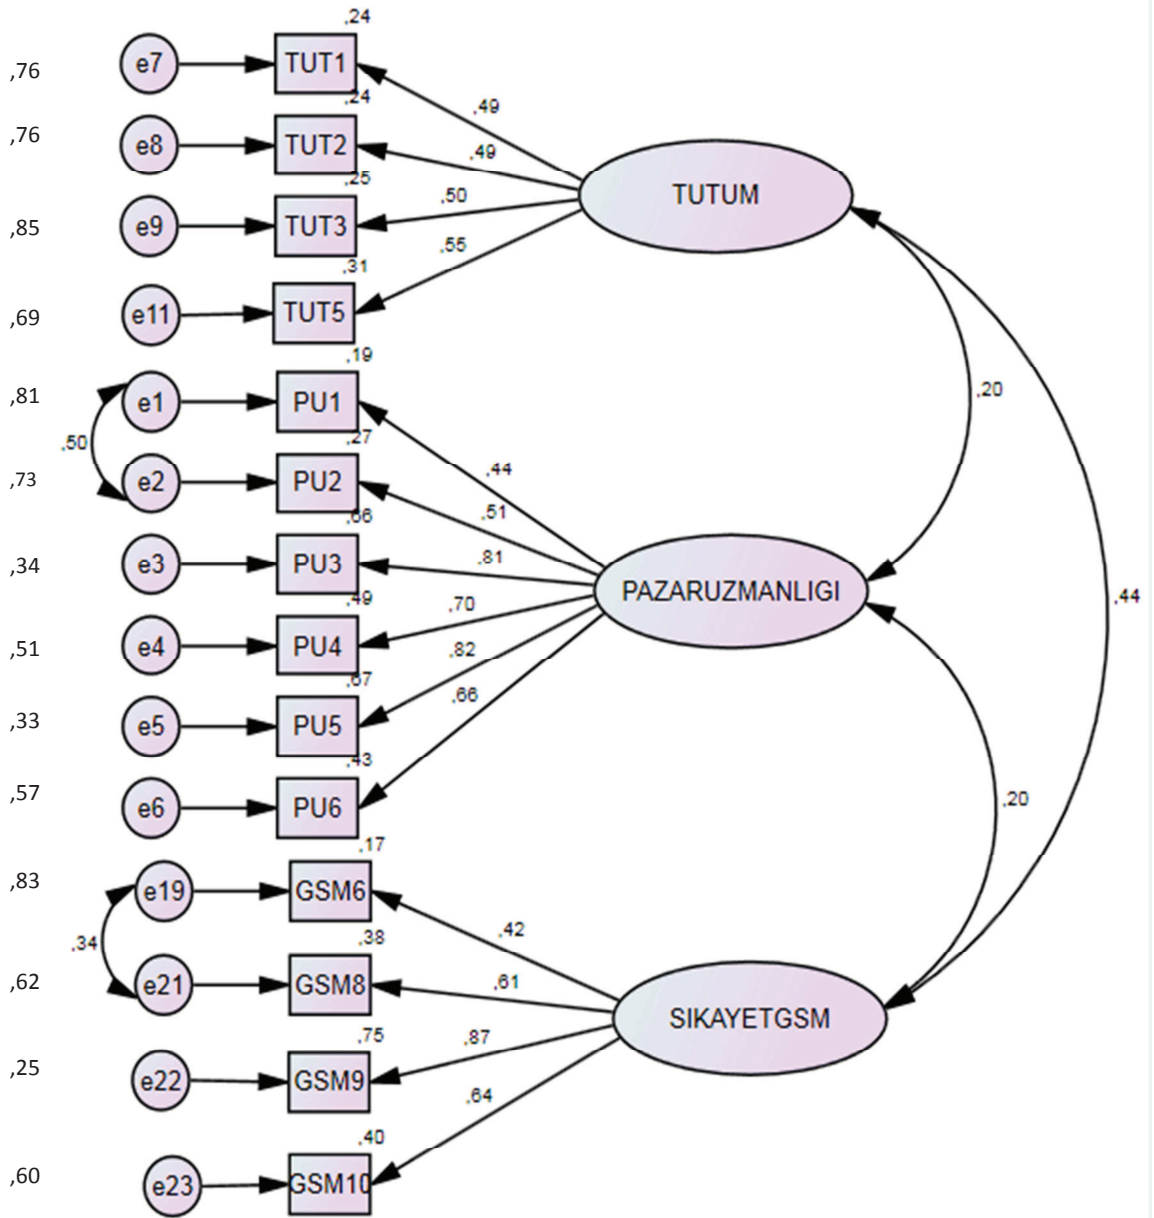 ,24
,76 e7 TUT1
,49
,24
,76 e8 TUT2
,49
TUTUM
,25
,50
,85 e9 TUT3
,55
,31
,69 e11 TUT5
,19
,20
,81 e1 PU1
,27
,50
,44
,73 e2 PU2
,51
,66
,81
,34 e3 PU3
PAZARUZMANLIGI
,44
,49
,70
,51 e4 PU4
,82
,67
,66
,33 e5 PU5
,43
,57 e6 PU6
,20
,17
,83 e19 GSM6
,42
,34
,38
,62 e21 GSM8
,61
SIKAYETGSM
,75
,87
,25 e22 GSM9
,64
,40
,60 e23 GSM10